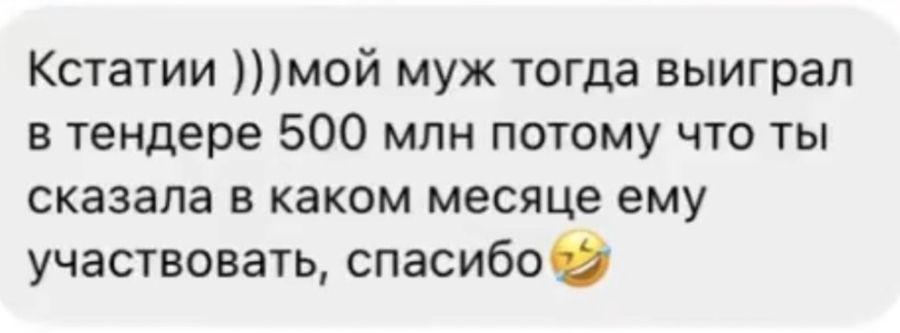 Кстатии )))мой муж тогда выиграл
в тендере 500 млн потому что ты
сказала в каком месяце ему
участвовать, спасибо🤣